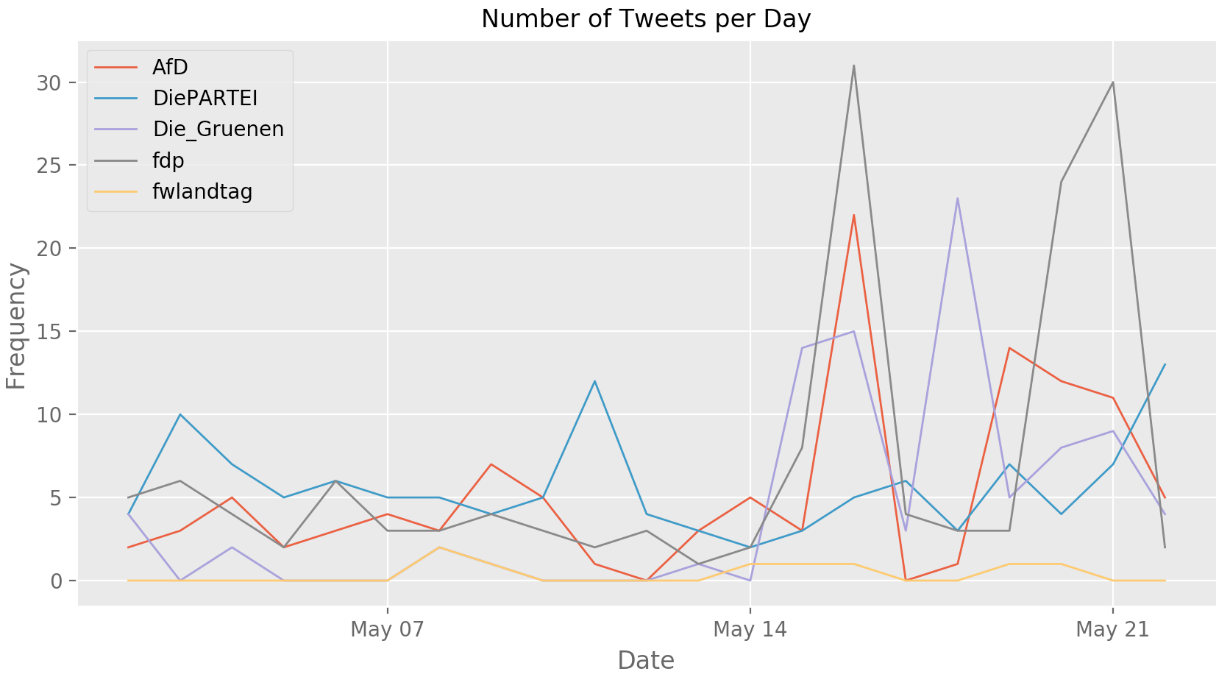 Number of Tweets per Day
AfD
DiePARTEI
Die_Gruenen
fdp
fwlandtag
30
25
20
15
10
5
0
Frequency
May 07
May 14
May 21
Date